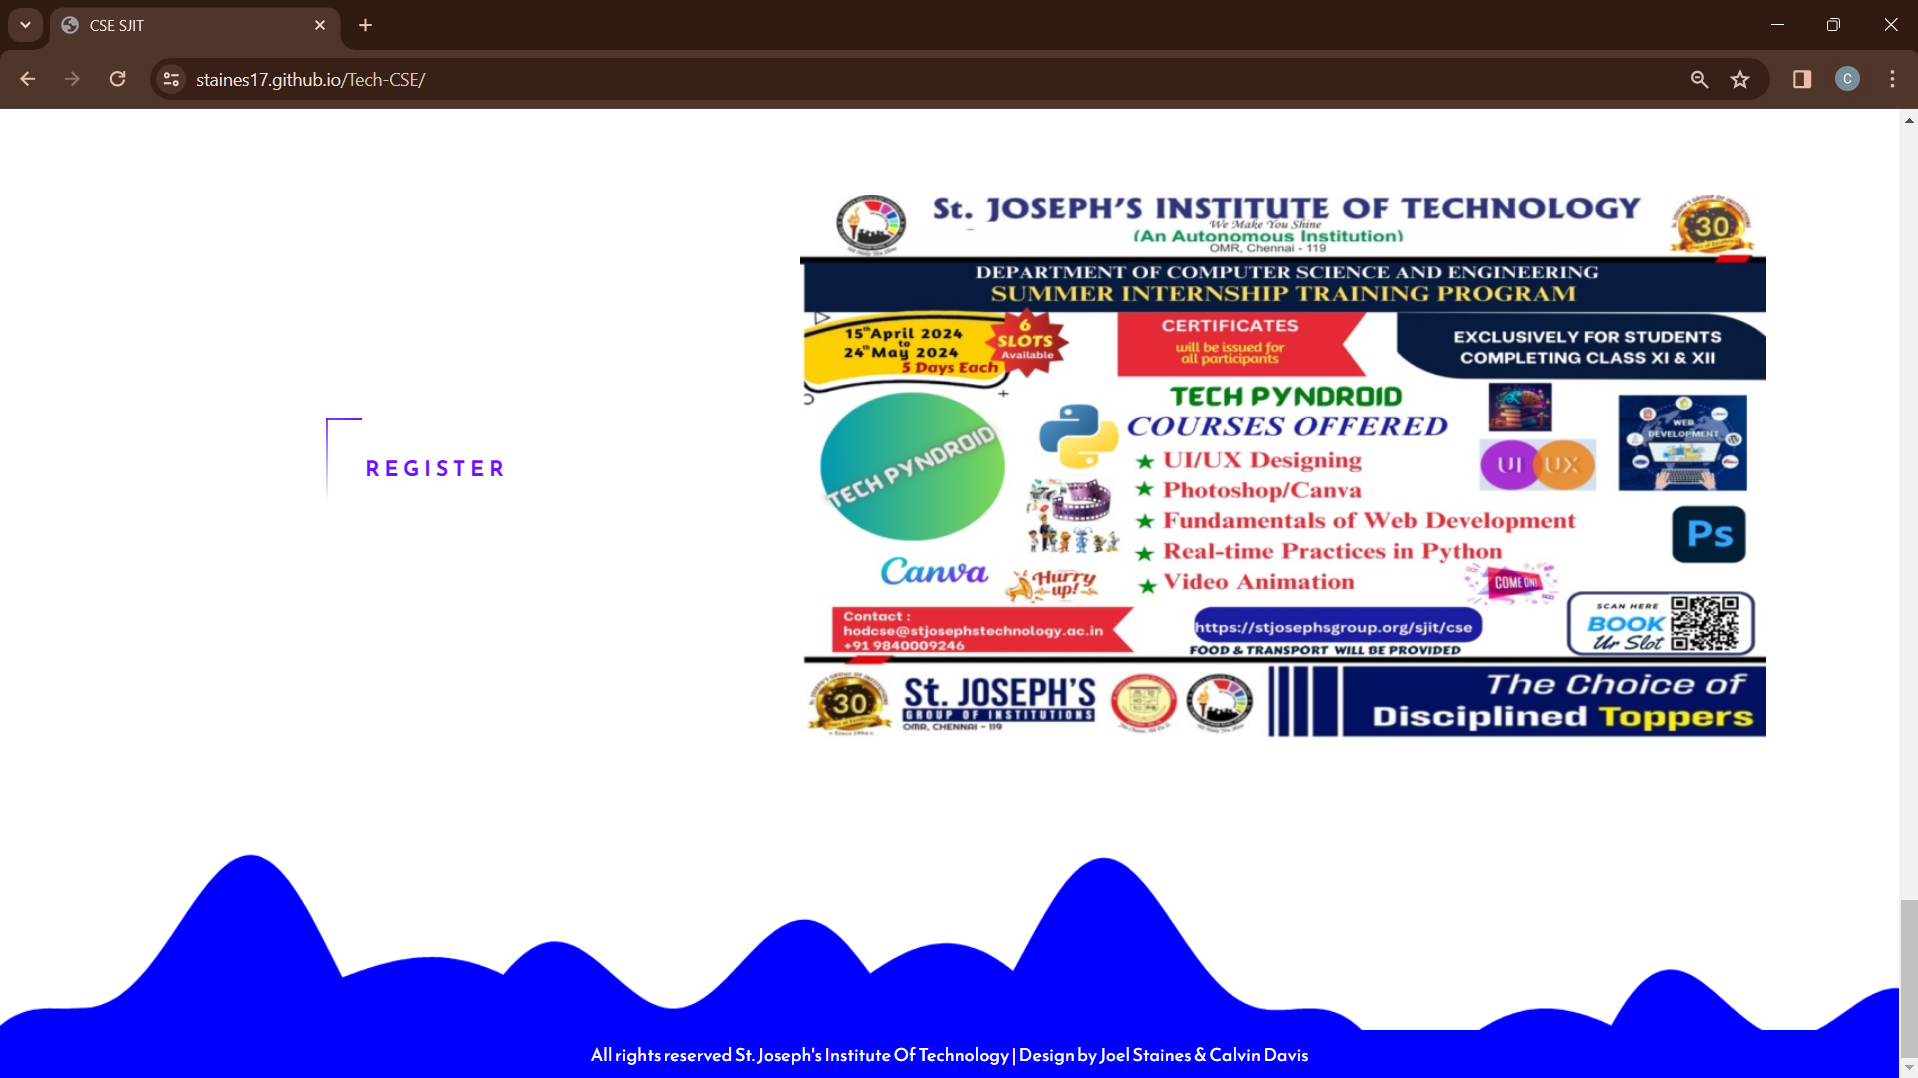 CSE SJIT
staines17.github.io/Tech-CSE/
C
REGISTER
St. JOSEPH'S INSTITUTE OF TECHNOLOGY
We Make You Shine
(An Autonomous Institution)
OMR, Chennai - 119
30
DEPARTMENT OF COMPUTER SCIENCE AND ENGINEERING
SUMMER INTERNSHIP TRAINING PROGRAM
15th April 2024
to
24th May 2024
5 Days Each
6
SLOTS
Available
CERTIFICATES
will be issued for
all participants
EXCLUSIVELY FOR STUDENTS
COMPLETING CLASS XI & XII
TECH PYNDROID
TECH PYNDROID
COURSES OFFERED
★ UI/UX Designing
★ Photoshop/Canva
★ Fundamentals of Web Development
★ Real-time Practices in Python
★ Video Animation
UI UX
WEB
DEVELOPMENT
Ps
Canva
Hurry
up!
COME ON!
Contact :
hodcse@stjosephstechnology.ac.in
+91 9840009246
https://stjosephsgroup.org/sjit/cse
FOOD & TRANSPORT WILL BE PROVIDED
SCAN HERE
BOOK
Ur Slot
30
Since 1994
St. JOSEPH'S
GROUP OF INSTITUTIONS
OMR, CHENNAI - 119
The Choice of
Disciplined Toppers
All rights reserved St. Joseph's Institute Of Technology | Design by Joel Staines & Calvin Davis